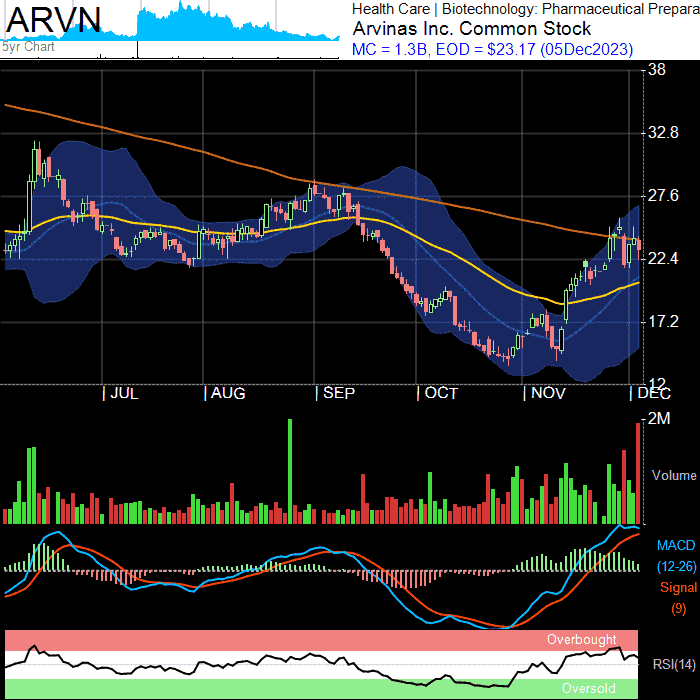 ARVN
5yr Chart
Health Care | Biotechnology: Pharmaceutical Prepara
Arvinas Inc. Common Stock
MC = 1.3B, EOD = $23.17 (05Dec2023)
38
32.8
27.6
22.4
17.2
12
JUL
AUG
SEP
OCT
NOV
DEC
2M
Volume
MACD
(12-26)
Signal
(9)
Overbought
RSI(14)
Oversold